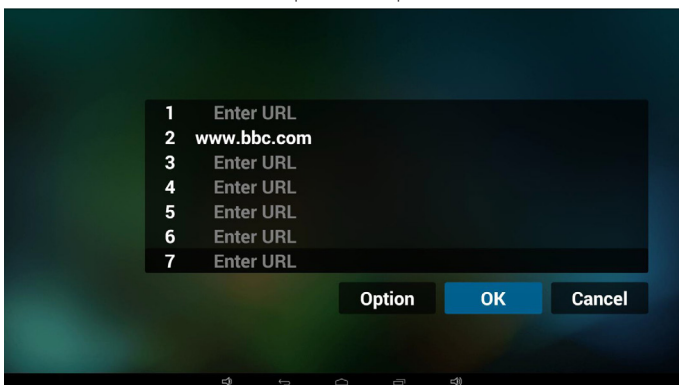 1 Enter URL
2 www.bbc.com
3 Enter URL
4 Enter URL
5 Enter URL
6 Enter URL
7 Enter URL
Option OK Cancel